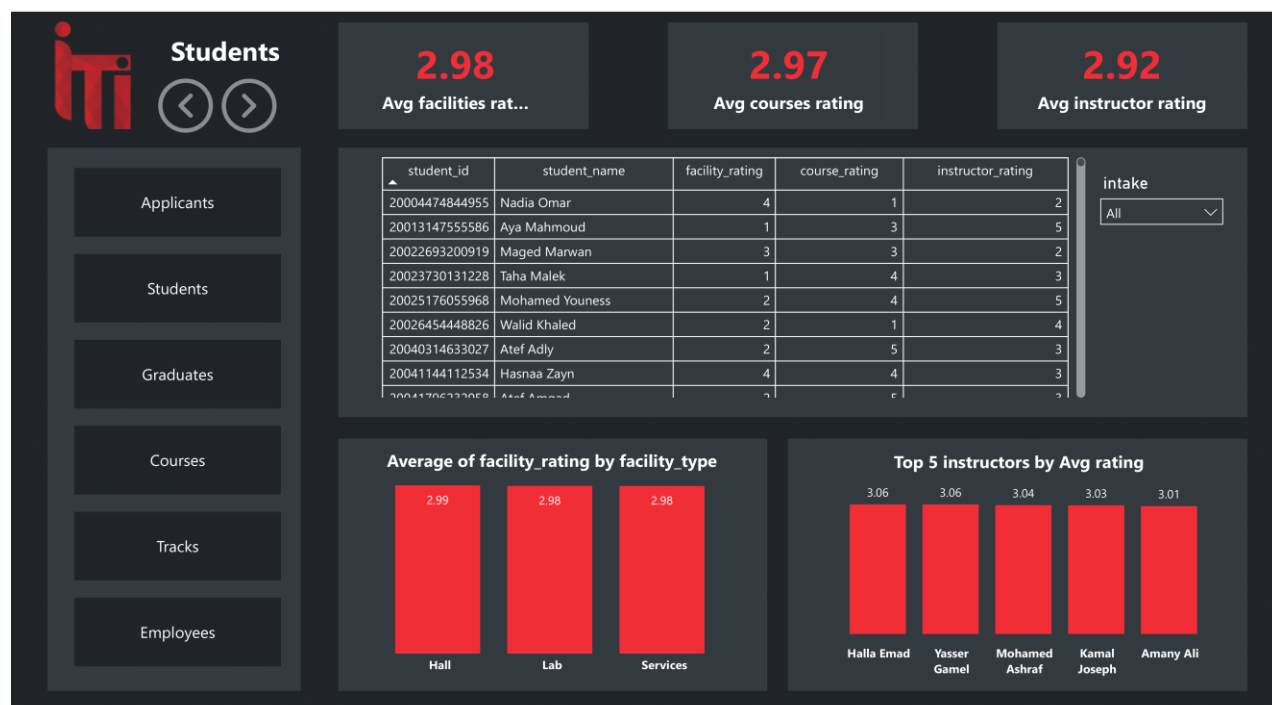 iTi
Students
2.98
Avg facilities rat...
2.97
Avg courses rating
2.92
Avg instructor rating
Applicants
Students
Graduates
Courses
Tracks
Employees
student_id student_name facility_rating course_rating instructor_rating
20004474844955 Nadia Omar 4 1 2
20013147555586 Aya Mahmoud 1 3 5
20022693200919 Maged Marwan 3 3 2
20023730131228 Taha Malek 1 4 3
20025176055968 Mohamed Youness 2 4 5
20026454448826 Walid Khaled 2 1 4
20040314633027 Atef Adly 2 5 3
20041144112534 Hasnaa Zayn 4 4 3
intake
All
Average of facility_rating by facility_type
2.99 2.98 2.98
Hall Lab Services
Top 5 instructors by Avg rating
3.06 3.06 3.04 3.03 3.01
Halla Emad Yasser Gamel Mohamed Ashraf Kamal Joseph Amany Ali